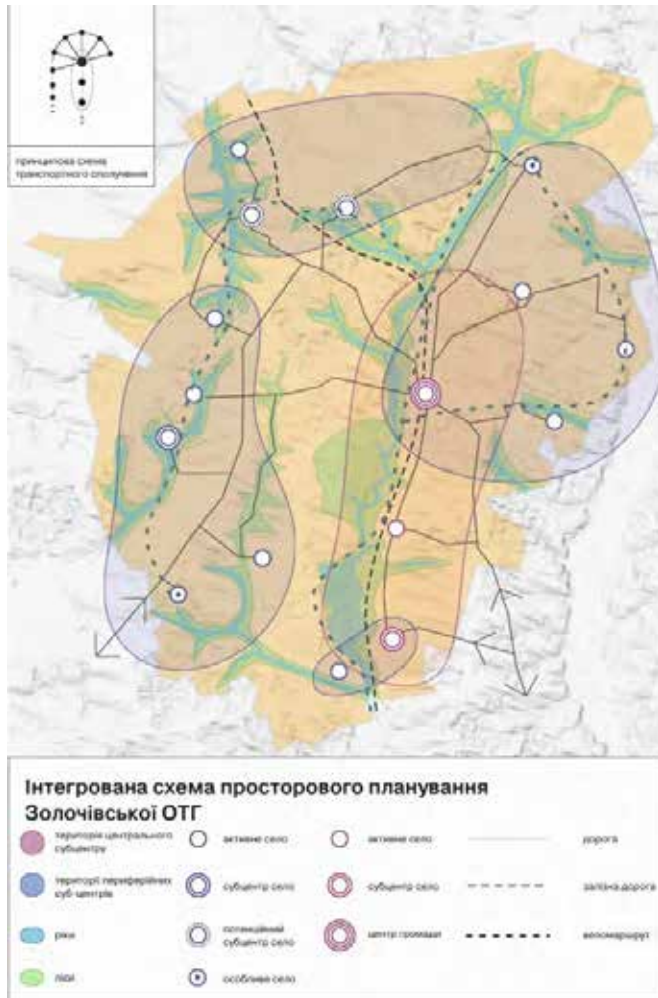 принципова схема
транспортного сполучення
Інтегрована схема просторового планування
Золочівської ОТГ
територія центрального
субцентру
активне село
активне село
дорога
території периферійних
суб-центрів
субцентр село
субцентр село
залізна дорога
ріки
потенційний
субцентр село
центр громади
веломаршрут
ліси
особливе село